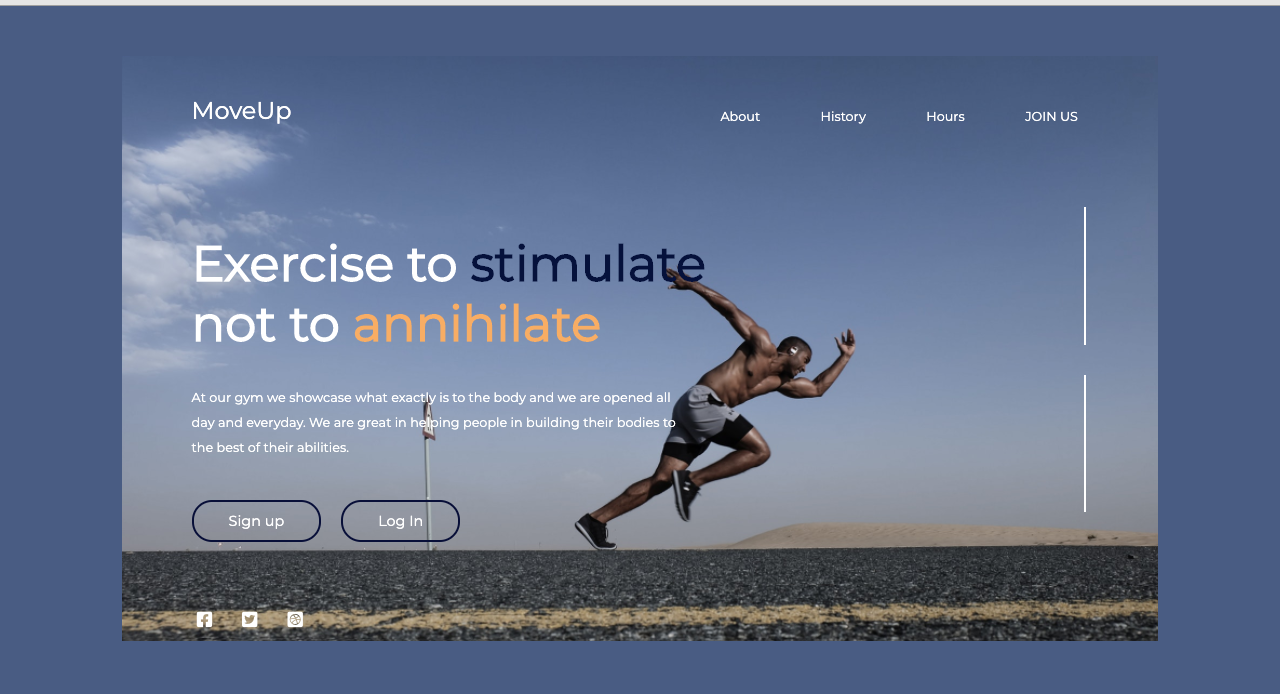 MoveUp
About History Hours JOIN US
Exercise to stimulate
not to annihilate
At our gym we showcase what exactly is to the body and we are opened all
day and everyday. We are great in helping people in building their bodies to
the best of their abilities.
Sign up Log In